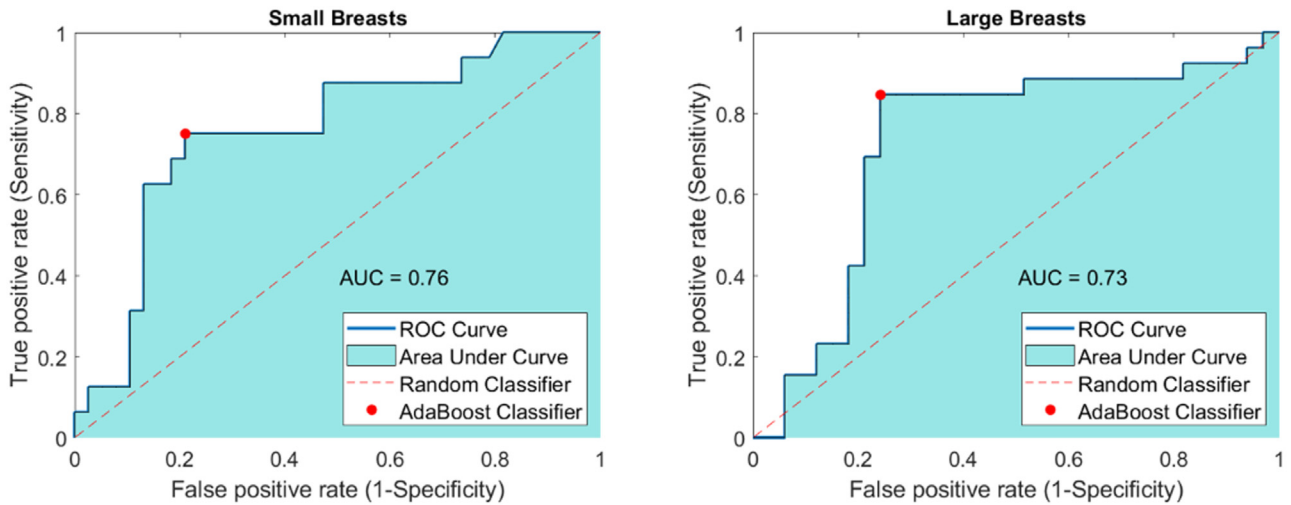 Small Breasts
1
0.8
0.6
0.4
0.2
0
True positive rate (Sensitivity)
AUC = 0.76
ROC Curve
Area Under Curve
Random Classifier
AdaBoost Classifier
0 0.2 0.4 0.6 0.8 1
False positive rate (1-Specificity)
Large Breasts
1
0.8
0.6
0.4
0.2
0
True positive rate (Sensitivity)
AUC = 0.73
ROC Curve
Area Under Curve
Random Classifier
AdaBoost Classifier
0 0.2 0.4 0.6 0.8 1
False positive rate (1-Specificity)